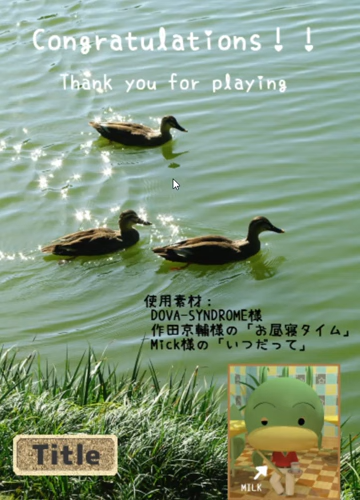 Congratulations！！
Thank you for playing
使用素材：
DOVA-SYNDROME様
作田京輔様の「お昼寝タイム」
Mick様の「いつだって」
MILK
Title